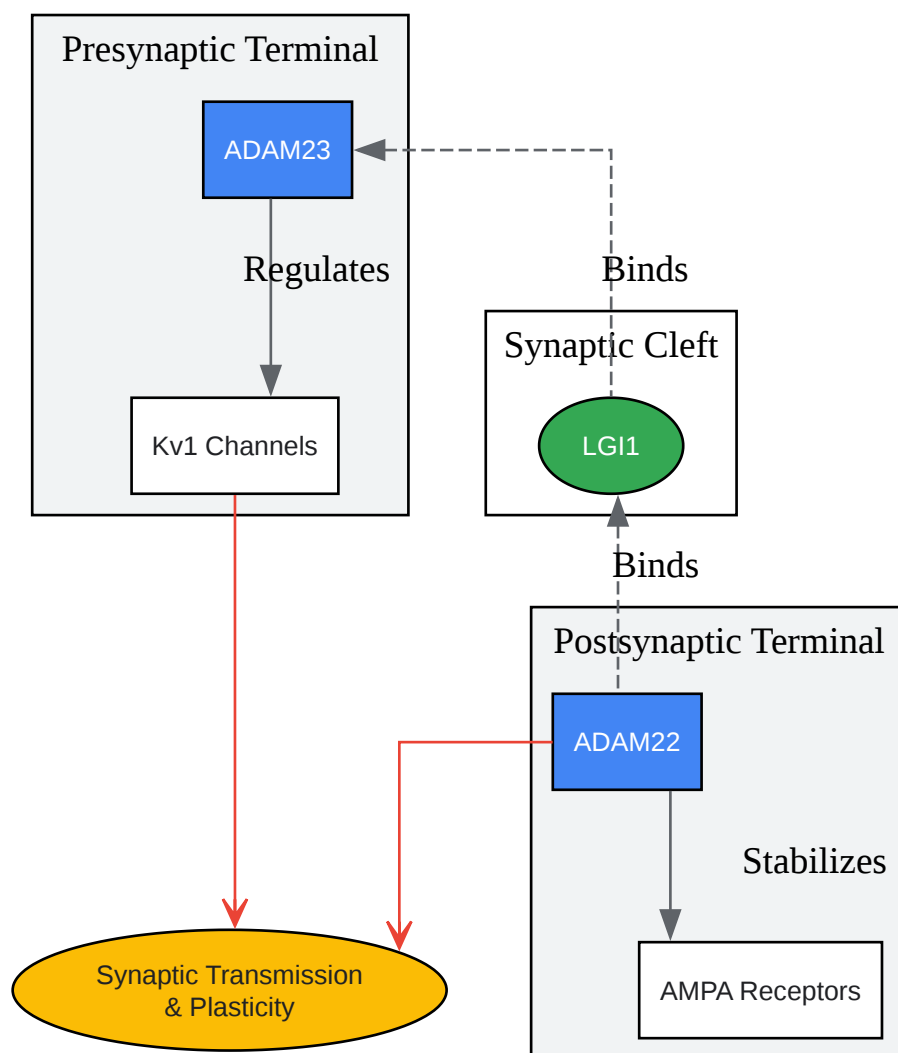 Presynaptic Terminal
ADAM23
Regulates
Binds
Synaptic Cleft
Kv1 Channels
LGI1
Binds
Postsynaptic Terminal
ADAM22
Stabilizes
Synaptic Transmission
& Plasticity
AMPA Receptors